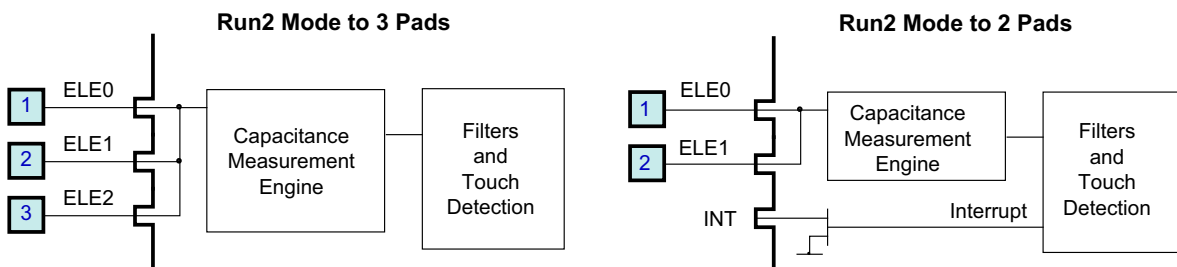 Run2 Mode to 3 Pads
1
ELE0
2
ELE1
3
ELE2
Capacitance
Measurement
Engine
Filters
and
Touch
Detection
Run2 Mode to 2 Pads
1
ELE0
2
ELE1
INT
Capacitance
Measurement
Engine
Interrupt
Filters
and
Touch
Detection